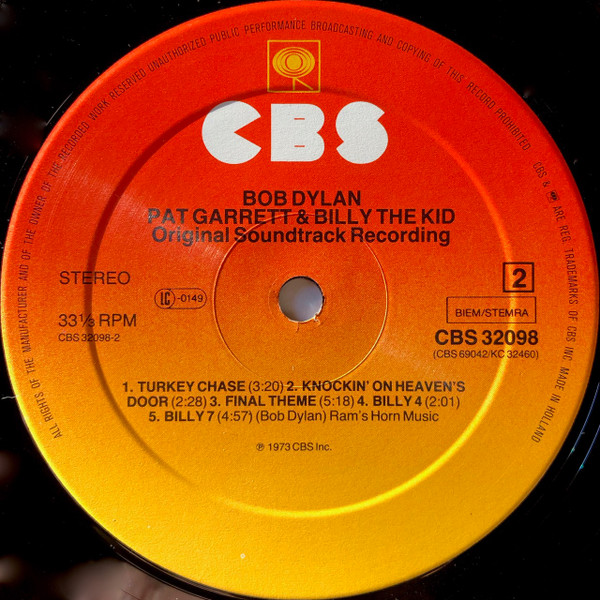 ALL RIGHTS OF THE MANUFACTURER AND OF THE OWNER OF THE RECORDED WORK RESERVED UNAUTHORIZED PUBLIC PERFORMANCE BROADCASTING AND COPYING OF THIS RECORD PROHIBITED · CBS & ARE REG. TRADEMARKS OF CBS INC. MADE IN HOLLAND
CBS
BOB DYLAN
PAT GARRETT & BILLY THE KID
Original Soundtrack Recording
STEREO
LC -0149
2
33⅓ RPM
CBS 32098-2
BIEM/STEMRA
CBS 32098
(CBS 69042/KC 32460)
1. TURKEY CHASE (3:20) 2. KNOCKIN' ON HEAVEN'S
DOOR (2:28) 3. FINAL THEME (5:18) 4. BILLY 4 (2:01)
5. BILLY 7 (4:57) (Bob Dylan) Ram's Horn Music
℗ 1973 CBS Inc.